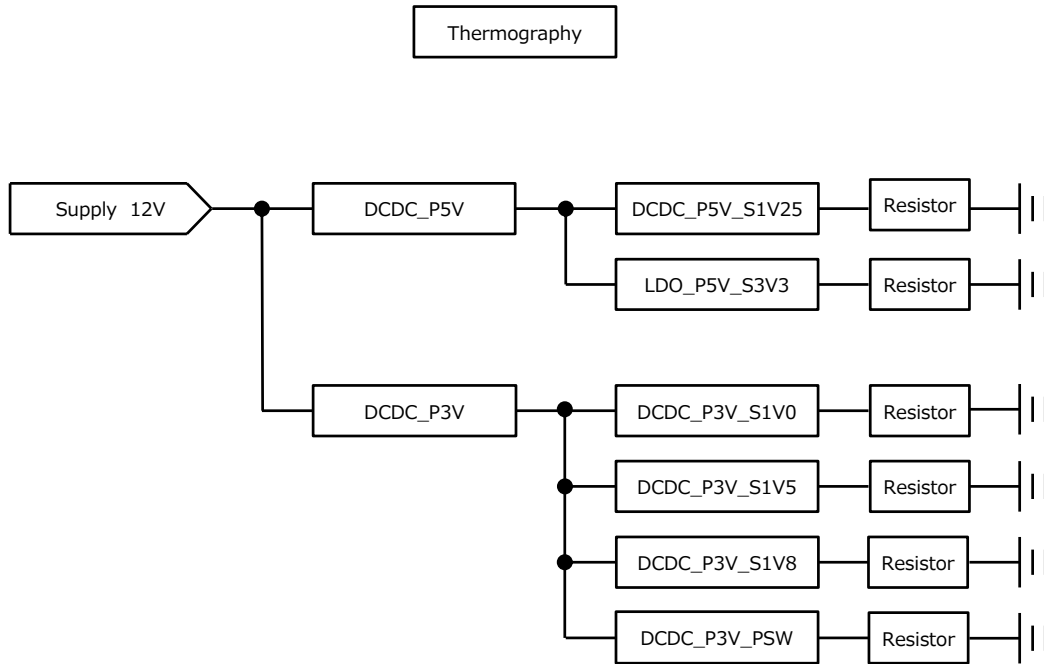 Thermography
Supply 12V
DCDC_P5V
DCDC_P5V_S1V25
Resistor
LDO_P5V_S3V3
Resistor
DCDC_P3V
DCDC_P3V_S1V0
Resistor
DCDC_P3V_S1V5
Resistor
DCDC_P3V_S1V8
Resistor
DCDC_P3V_PSW
Resistor